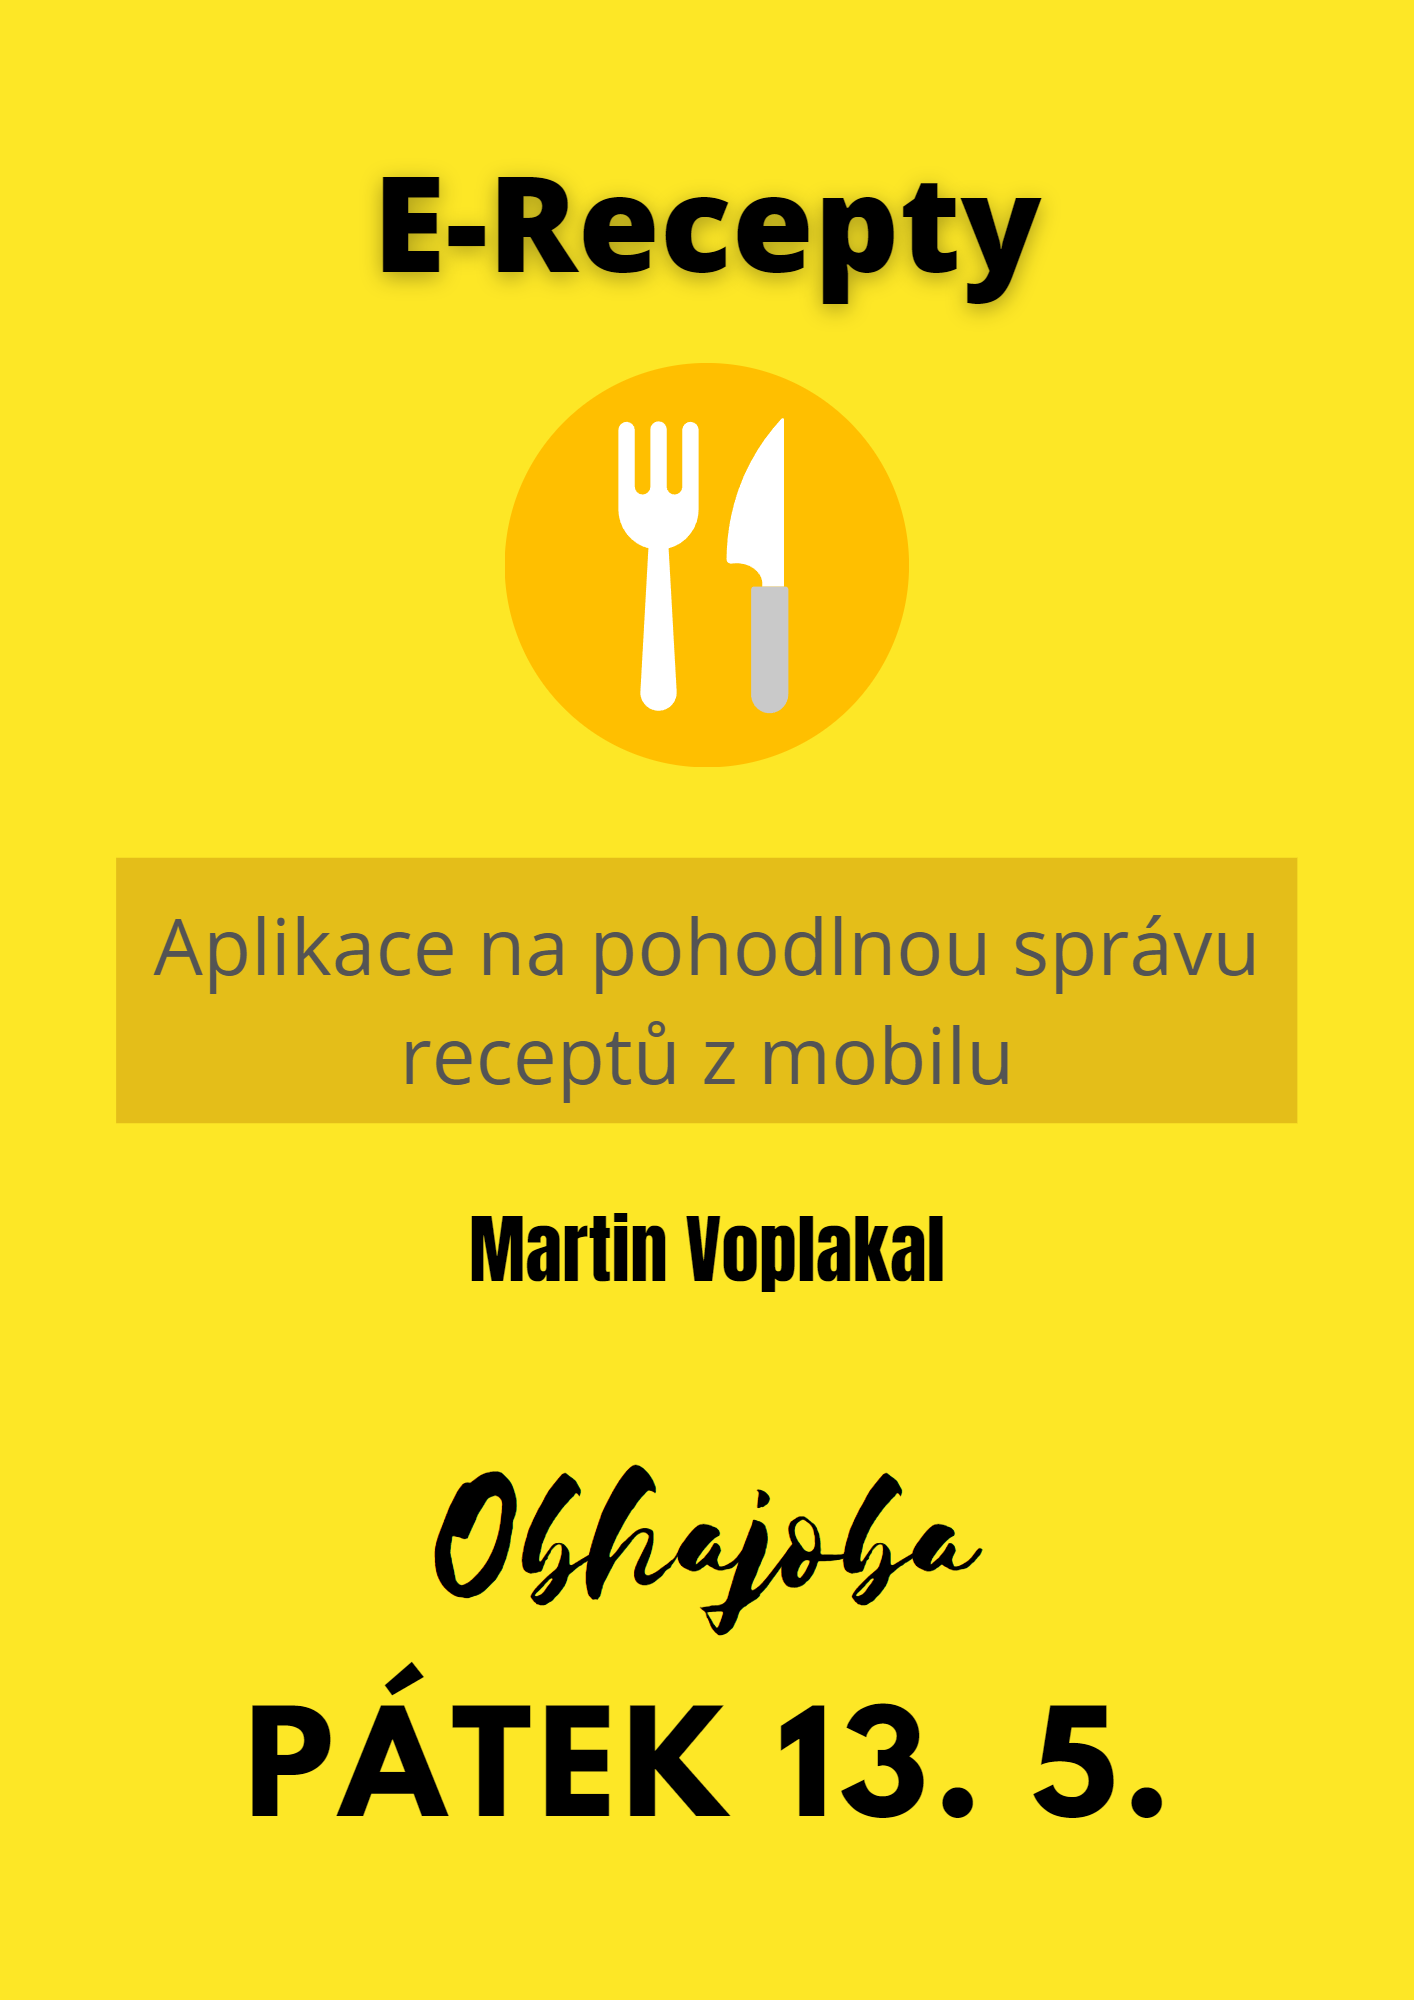 E-Recepty
Aplikace na pohodlnou správu
receptů z mobilu
Martin Voplakal
Obhajoba
PÁTEK 13. 5.